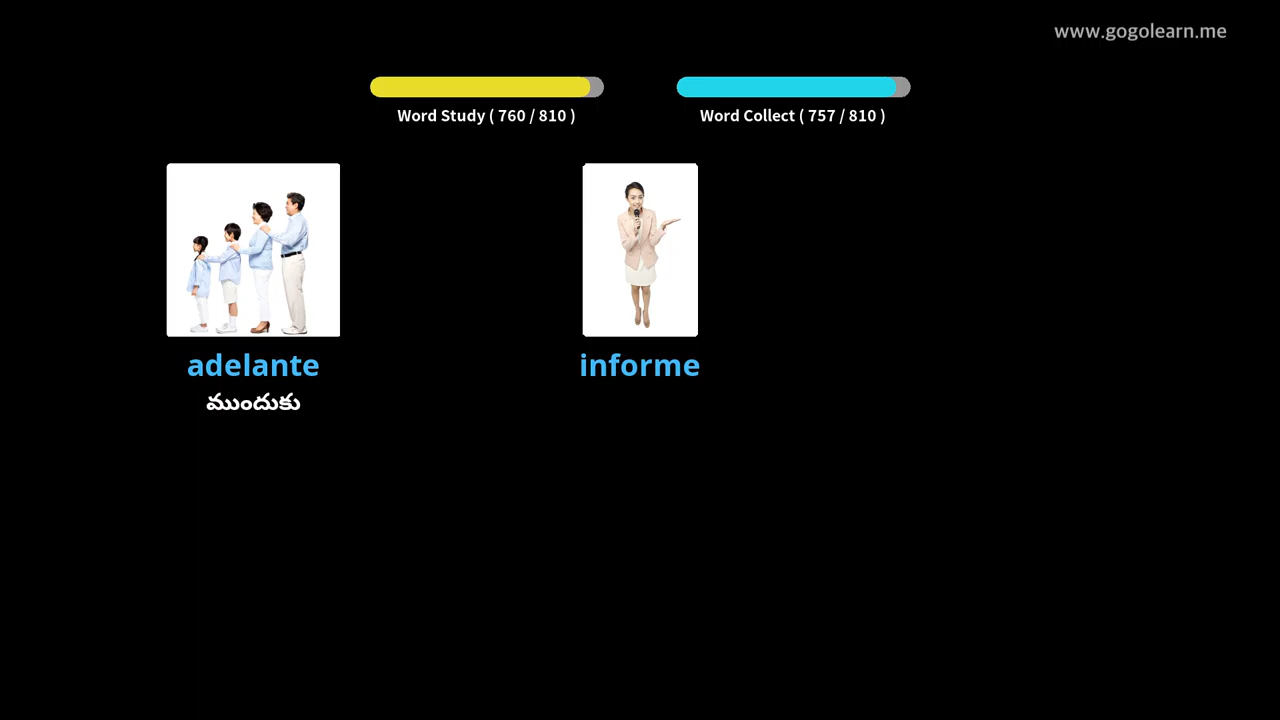 www.gogolearn.me
Word Study ( 760 / 810 )
Word Collect ( 757 / 810 )
adelante
ముందుకు
informe